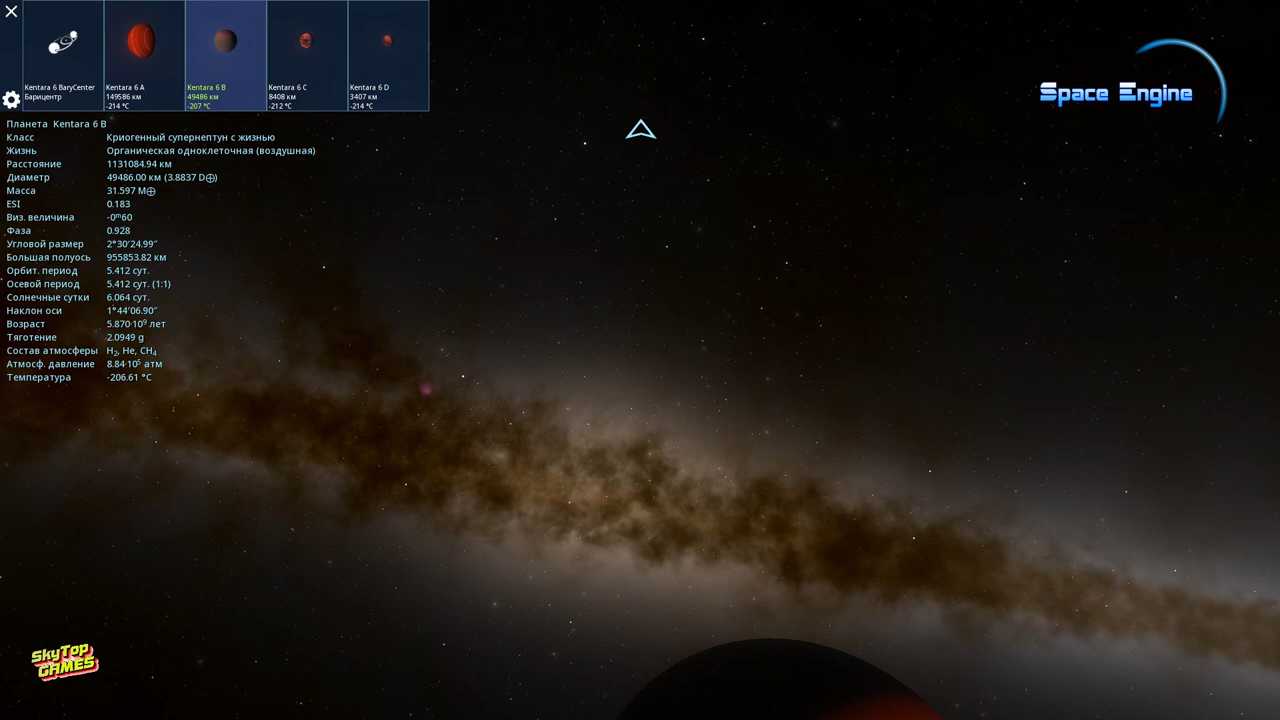 Kentara 6 BaryCenter
Барицентр
Kentara 6 A
149586 км
-214 °C
Kentara 6 B
49486 км
-207 °C
Kentara 6 C
8408 км
-212 °C
Kentara 6 D
3407 км
-214 °C
Space Engine
Планета Kentara 6 B
Класс Криогенный супернептун с жизнью
Жизнь Органическая одноклеточная (воздушная)
Расстояние 1131084.94 км
Диаметр 49486.00 км (3.8837 D⊕)
Масса 31.597 M⊕
ESI 0.183
Виз. величина -0ᵐ60
Фаза 0.928
Угловой размер 2°30′24.99″
Большая полуось 955853.82 км
Орбит. период 5.412 сут.
Осевой период 5.412 сут. (1:1)
Солнечные сутки 6.064 сут.
Наклон оси 1°44′06.90″
Возраст 5.870·10⁹ лет
Тяготение 2.0949 g
Состав атмосферы H₂, He, CH₄
Атмосф. давление 8.84·10⁵ атм
Температура -206.61 °C
SkyTop
GAMES